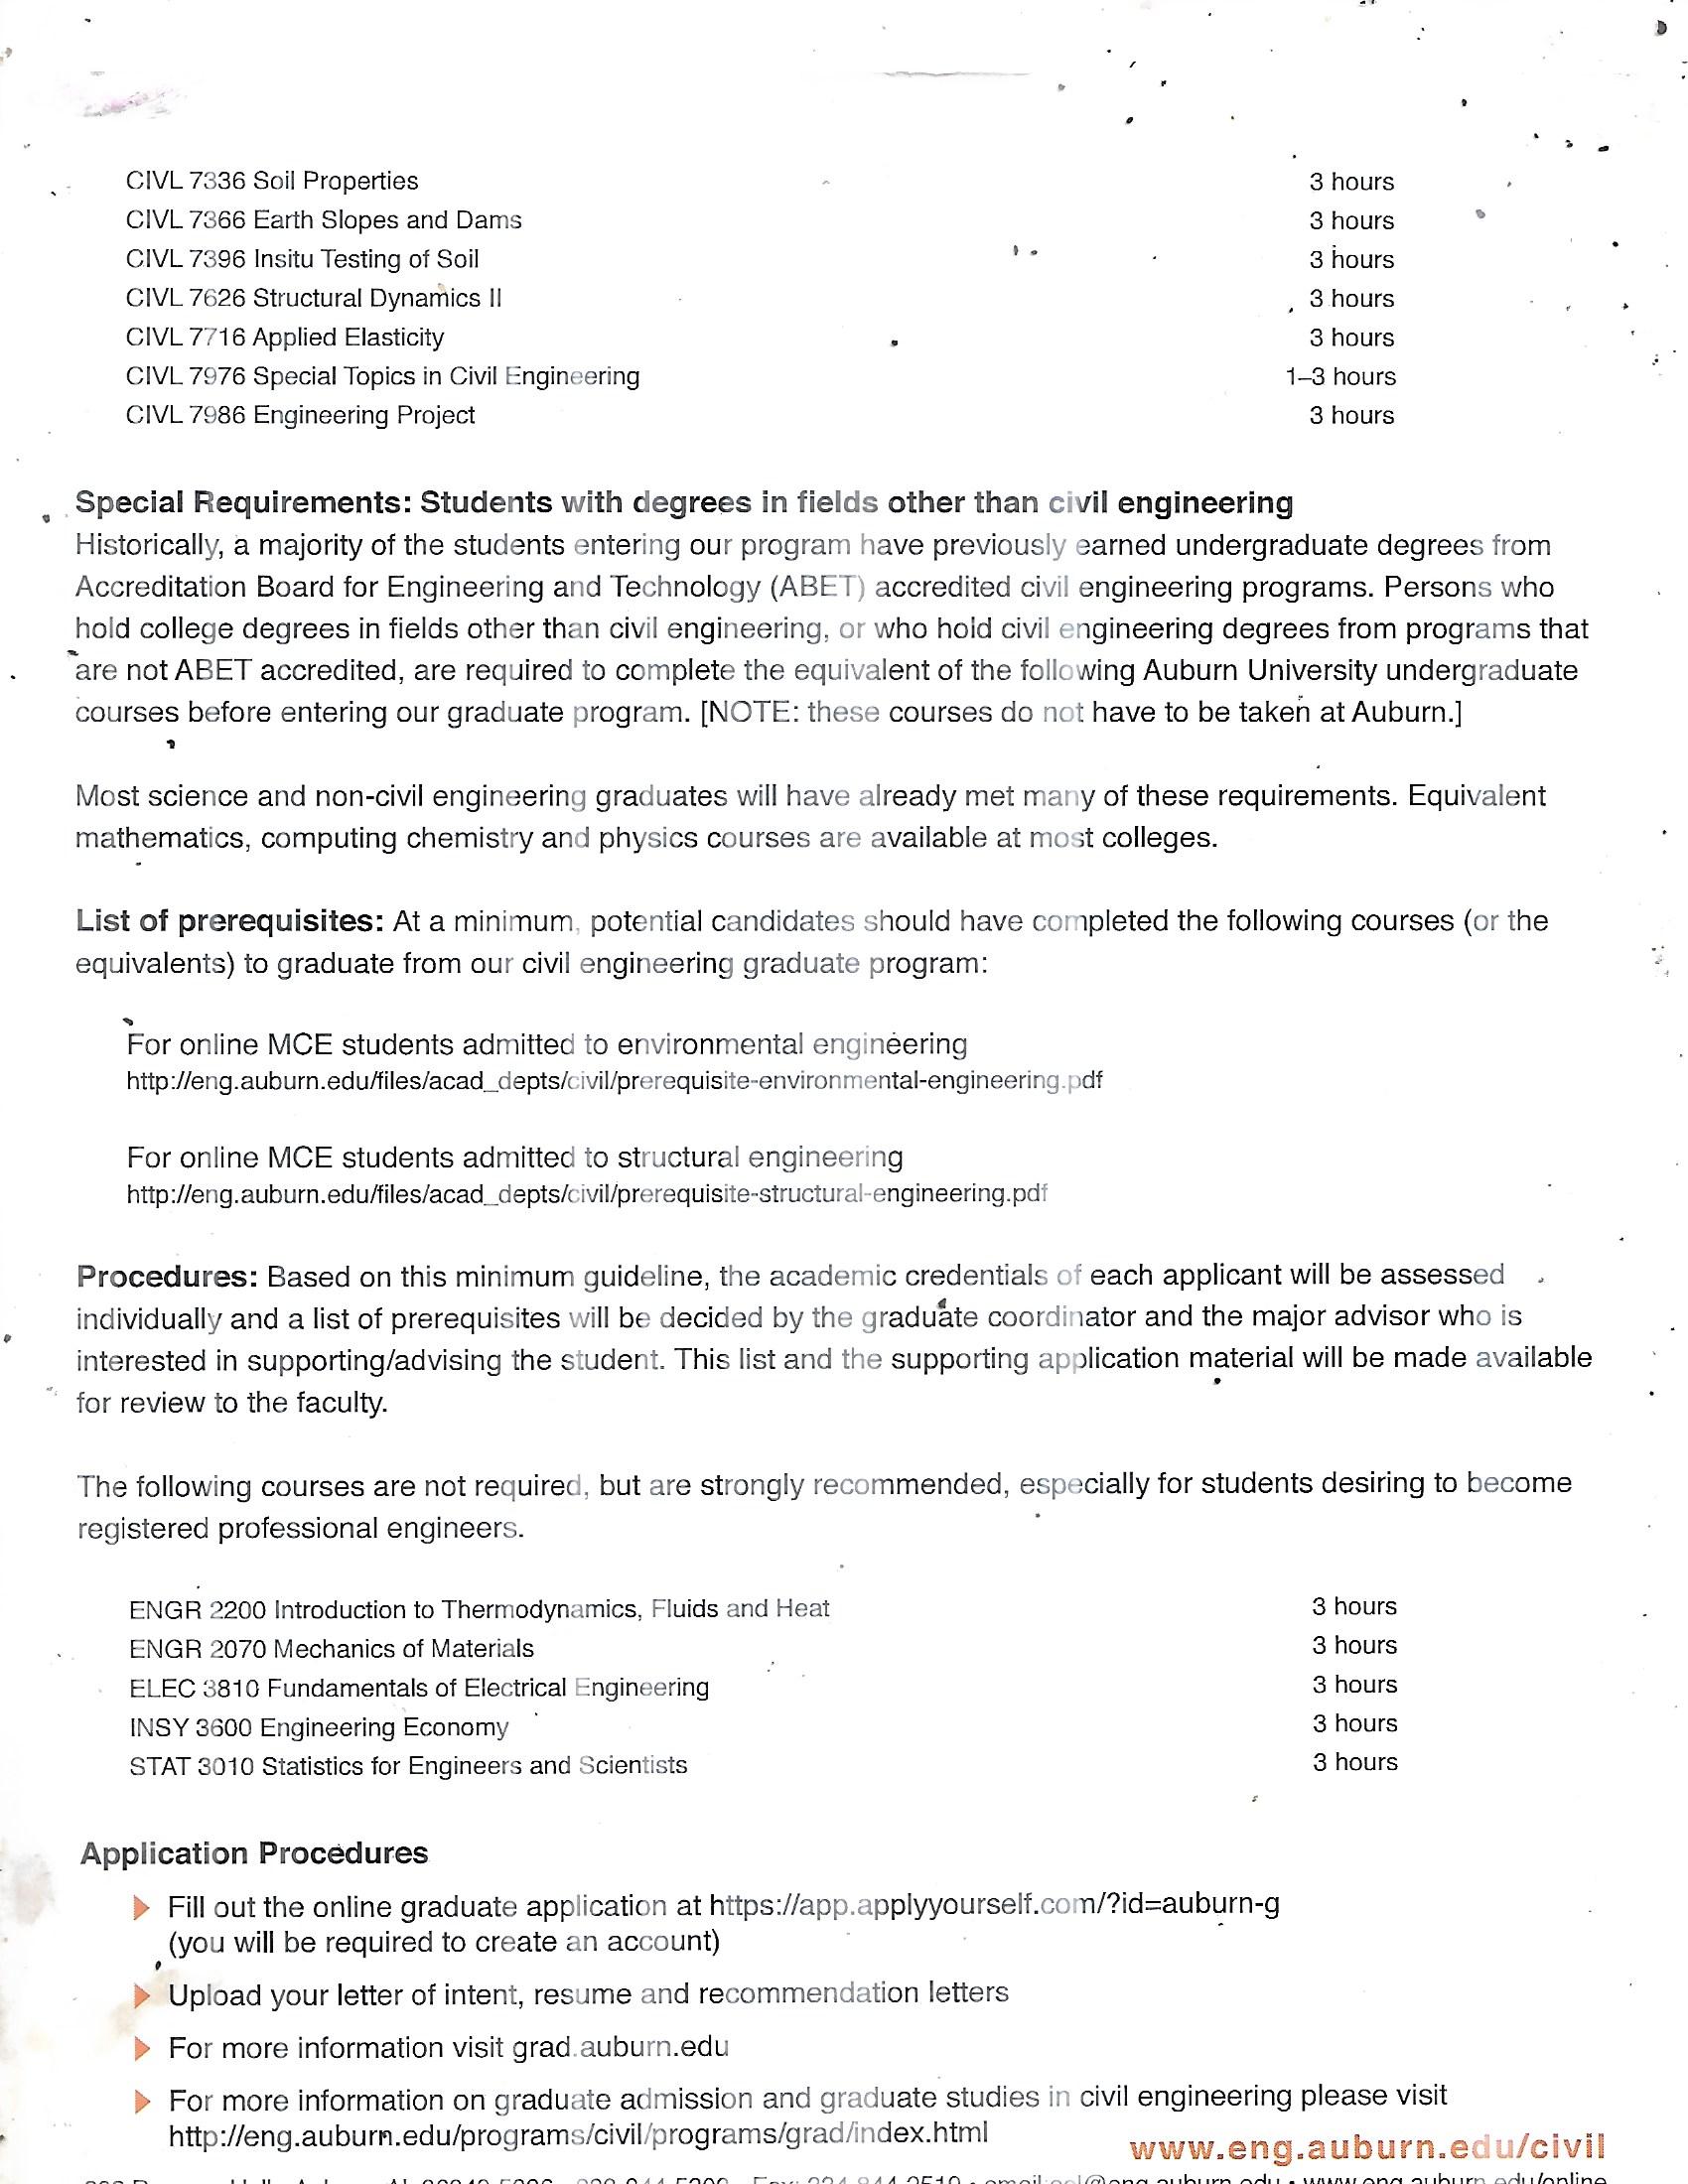 CIVL 7336 Soil Properties 3 hours
CIVL 7366 Earth Slopes and Dams 3 hours
CIVL 7396 Insitu Testing of Soil 3 hours
CIVL 7626 Structural Dynamics II 3 hours
CIVL 7716 Applied Elasticity 3 hours
CIVL 7976 Special Topics in Civil Engineering 1–3 hours
CIVL 7986 Engineering Project 3 hours
Special Requirements: Students with degrees in fields other than civil engineering
Historically, a majority of the students entering our program have previously earned undergraduate degrees from
Accreditation Board for Engineering and Technology (ABET) accredited civil engineering programs. Persons who
hold college degrees in fields other than civil engineering, or who hold civil engineering degrees from programs that
are not ABET accredited, are required to complete the equivalent of the following Auburn University undergraduate
courses before entering our graduate program. [NOTE: these courses do not have to be taken at Auburn.]
Most science and non-civil engineering graduates will have already met many of these requirements. Equivalent
mathematics, computing chemistry and physics courses are available at most colleges.
List of prerequisites: At a minimum, potential candidates should have completed the following courses (or the
equivalents) to graduate from our civil engineering graduate program:
For online MCE students admitted to environmental engineering
http://eng.auburn.edu/files/acad_depts/civil/prerequisite-environmental-engineering.pdf
For online MCE students admitted to structural engineering
http://eng.auburn.edu/files/acad_depts/civil/prerequisite-structural-engineering.pdf
Procedures: Based on this minimum guideline, the academic credentials of each applicant will be assessed
individually and a list of prerequisites will be decided by the graduate coordinator and the major advisor who is
interested in supporting/advising the student. This list and the supporting application material will be made available
for review to the faculty.
The following courses are not required, but are strongly recommended, especially for students desiring to become
registered professional engineers.
ENGR 2200 Introduction to Thermodynamics, Fluids and Heat 3 hours
ENGR 2070 Mechanics of Materials 3 hours
ELEC 3810 Fundamentals of Electrical Engineering 3 hours
INSY 3600 Engineering Economy 3 hours
STAT 3010 Statistics for Engineers and Scientists 3 hours
Application Procedures
Fill out the online graduate application at https://app.applyyourself.com/?id=auburn-g
(you will be required to create an account)
Upload your letter of intent, resume and recommendation letters
For more information visit grad.auburn.edu
For more information on graduate admission and graduate studies in civil engineering please visit
http://eng.auburn.edu/programs/civil/programs/grad/index.html
www.eng.auburn.edu/civil